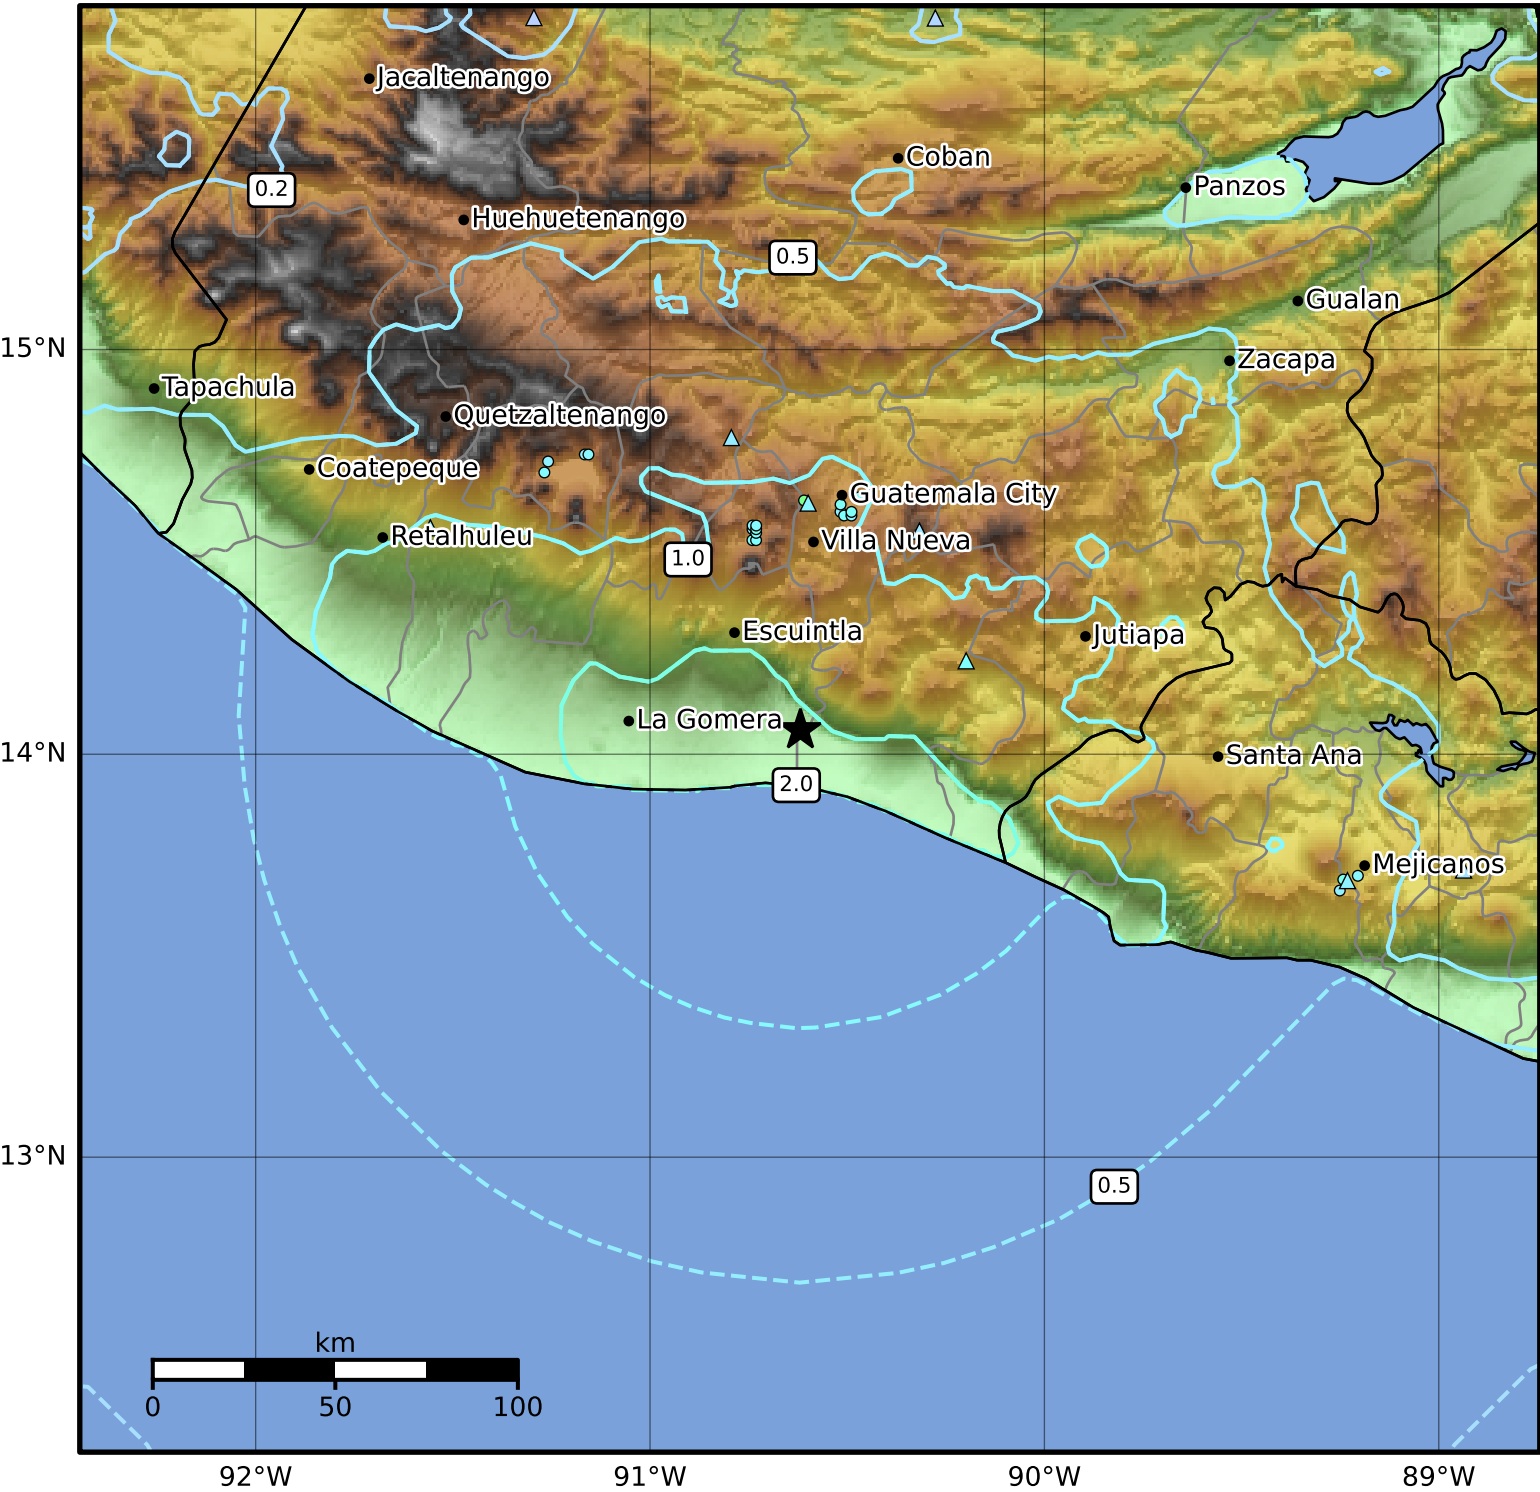 Jacaltenango
Coban
0.2
Panzos
Huehuetenango
0.5
Gualan
15°N
Zacapa
Tapachula
Quetzaltenango
Coatepeque
Guatemala City
Retalhuleu
Villa Nueva
1.0
Escuintla
Jutiapa
La Gomera
14°N
Santa Ana
2.0
Mejicanos
13°N
0.5
km
0 50 100
92°W 91°W 90°W 89°W